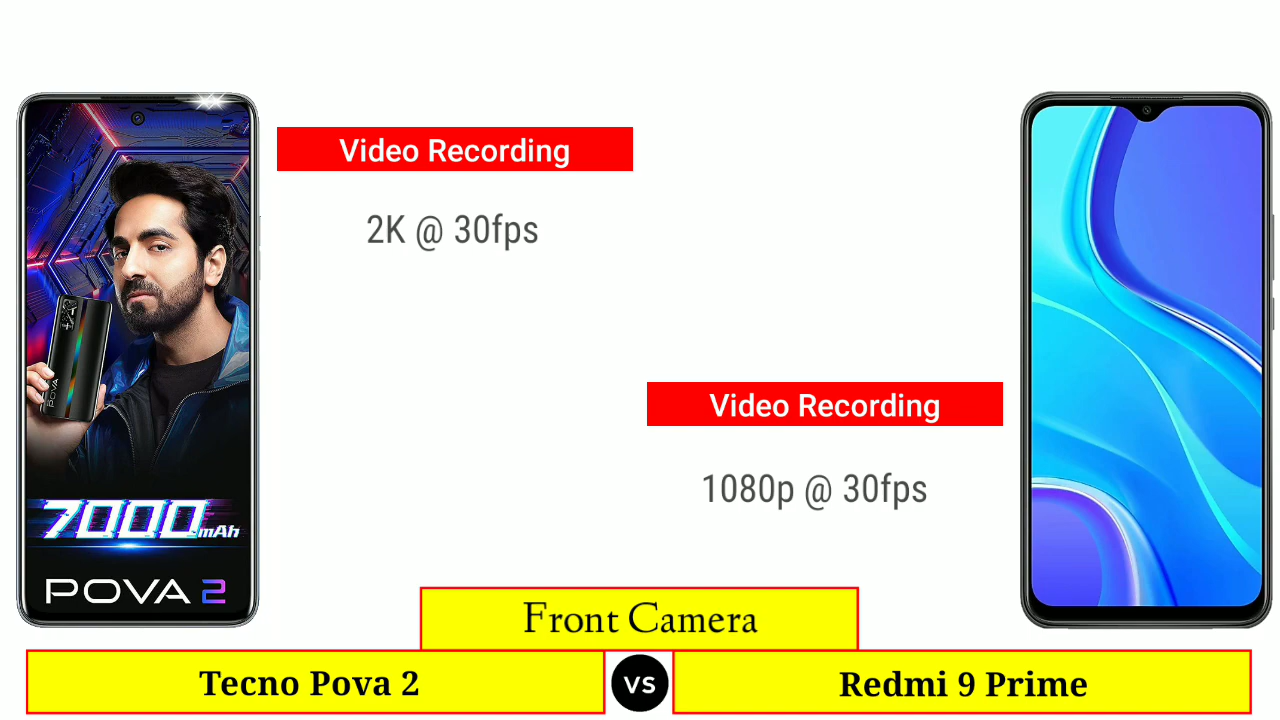 Video Recording
2K @ 30fps
Video Recording
1080p @ 30fps
POVA
7000mAh
POVA 2
Front Camera
Tecno Pova 2
VS
Redmi 9 Prime